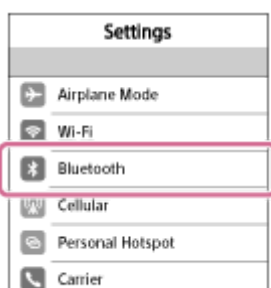 Settings
Airplane Mode
Wi-Fi
Bluetooth
Cellular
Personal Hotspot
Carrier